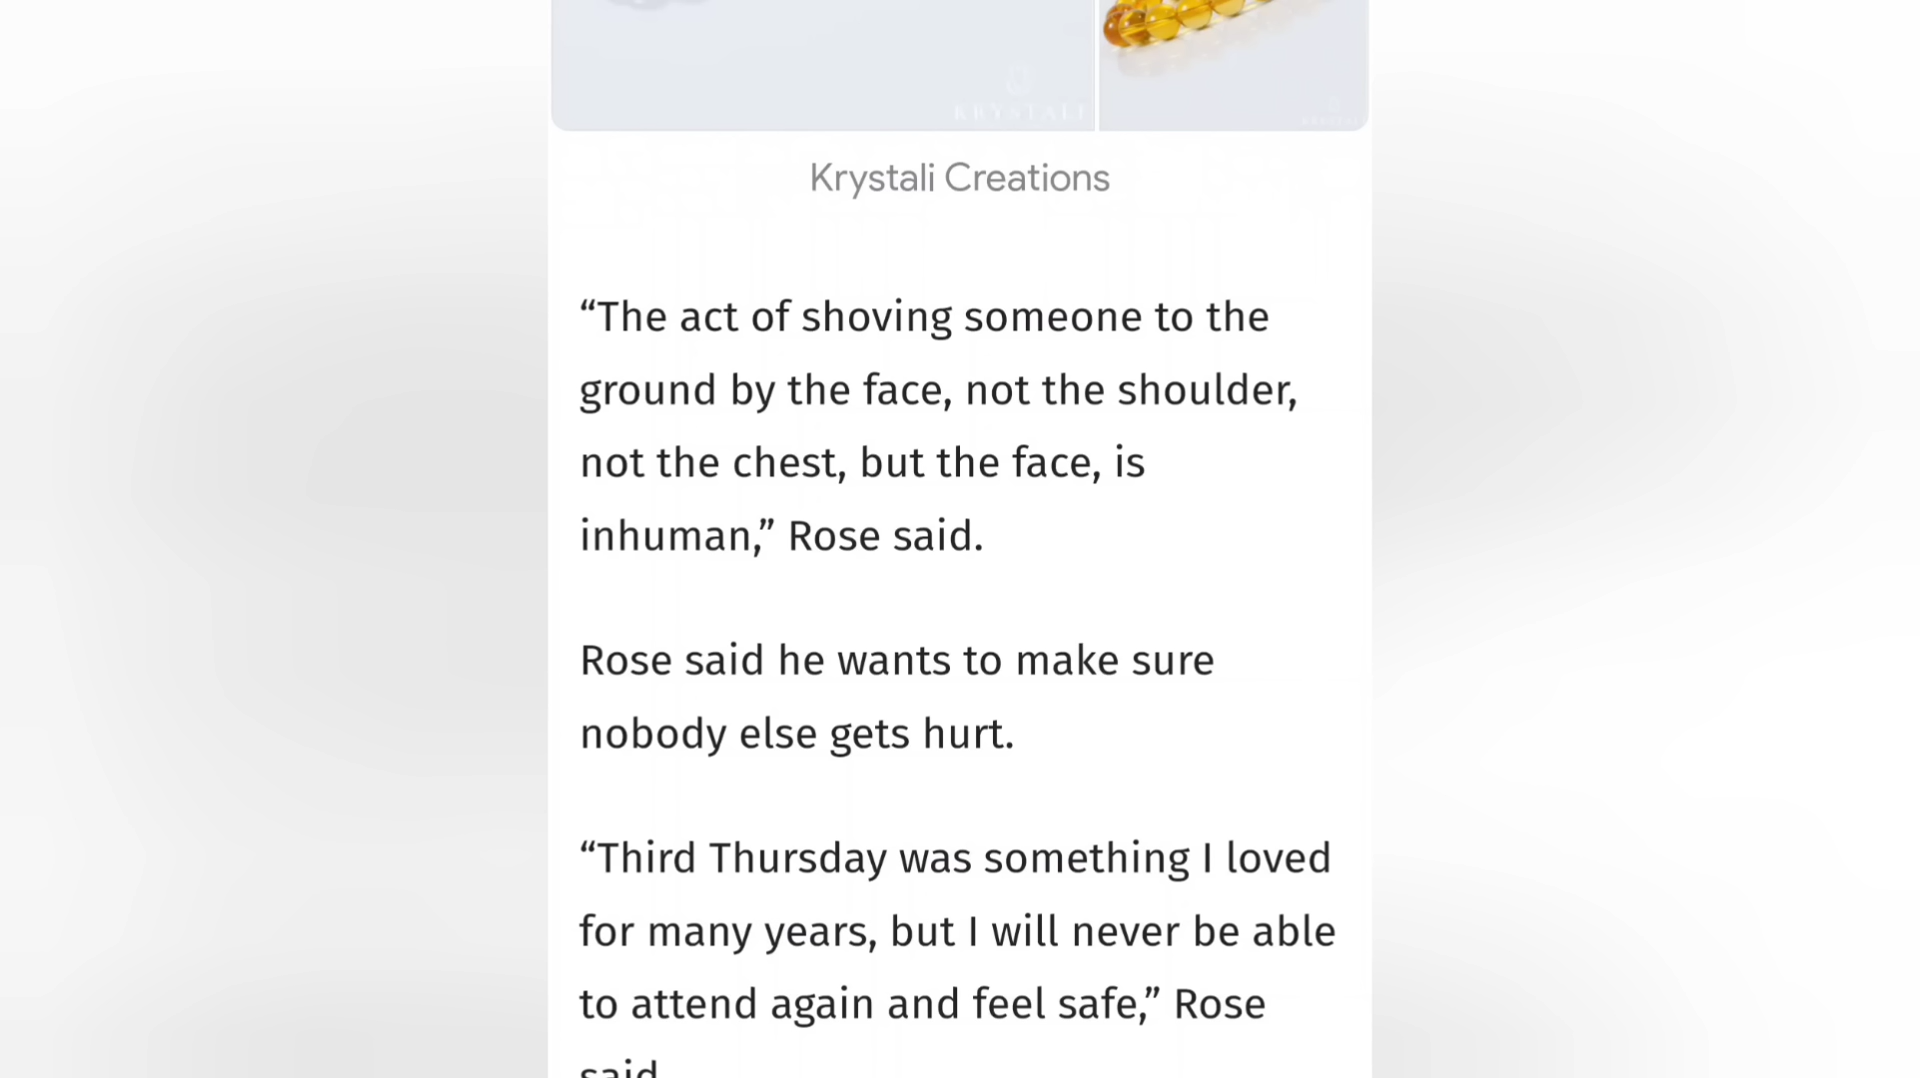 KRYSTALI
Krystali Creations
“The act of shoving someone to the
ground by the face, not the shoulder,
not the chest, but the face, is
inhuman,” Rose said.
Rose said he wants to make sure
nobody else gets hurt.
“Third Thursday was something I loved
for many years, but I will never be able
to attend again and feel safe,” Rose
said